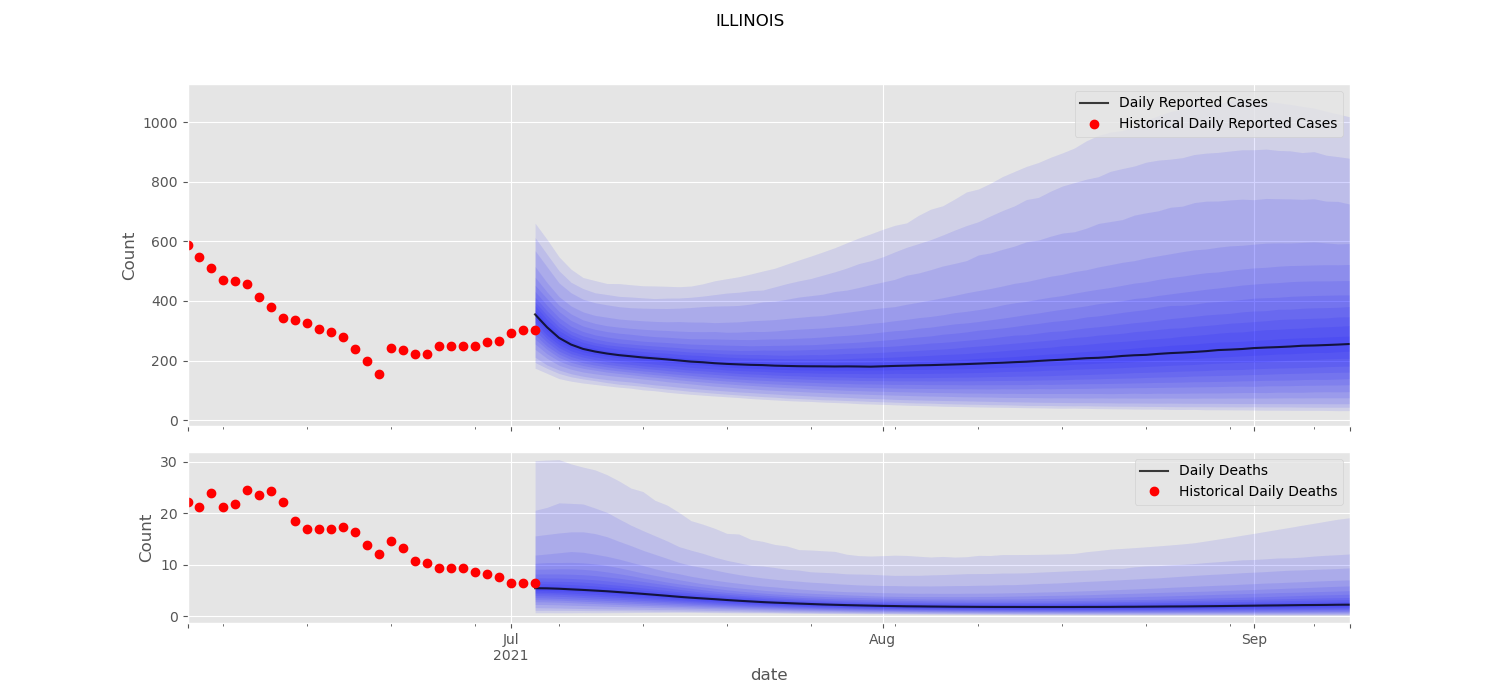 ILLINOIS
Daily Reported Cases
Historical Daily Reported Cases
Count
1000
800
600
400
200
0
Daily Deaths
Historical Daily Deaths
Count
30
20
10
0
Jul
2021
Aug
Sep
date